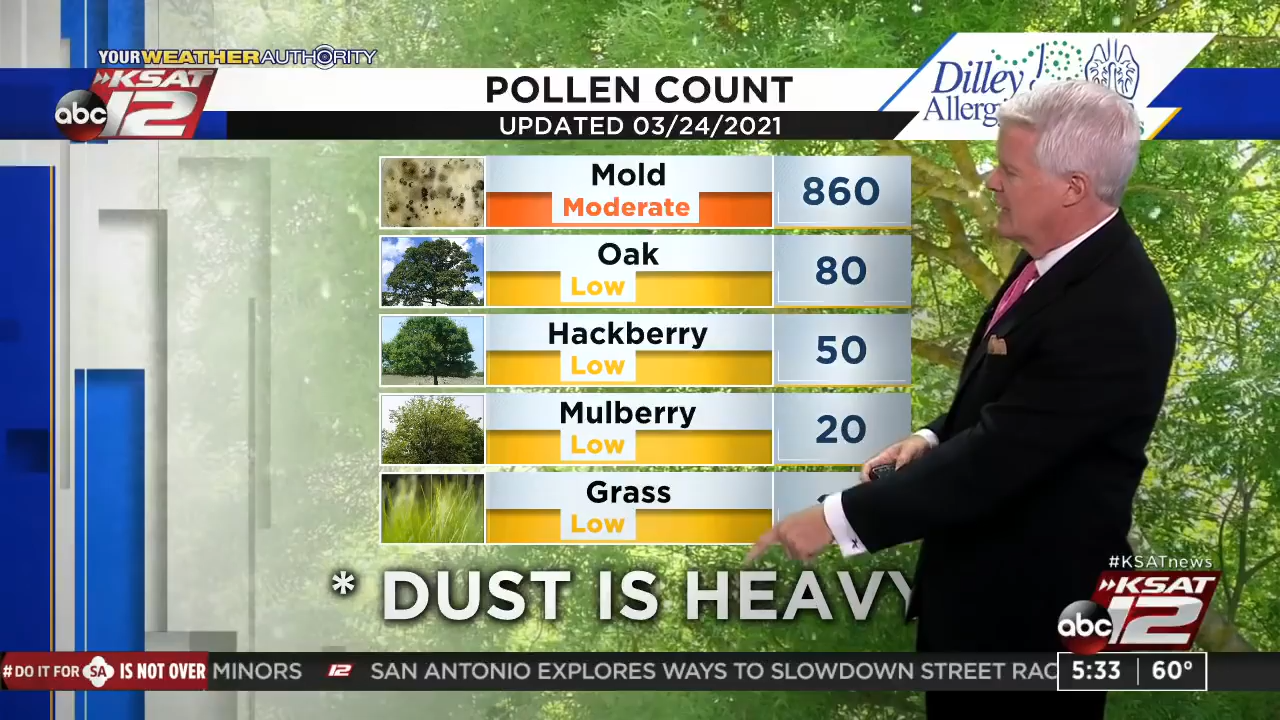 YOUR WEATHER AUTHORITY
KSAT
abc 12
POLLEN COUNT
UPDATED 03/24/2021
Dilley
Mold
Moderate
860
Oak
Low
80
Hackberry
Low
50
Mulberry
Low
20
Grass
Low
* DUST IS HEAVY
#KSATnews
KSAT
abc 12
#DO IT FOR SA IS NOT OVER
MINORS 12 SAN ANTONIO EXPLORES WAYS TO SLOWDOWN STREET RAC
5:33 60°